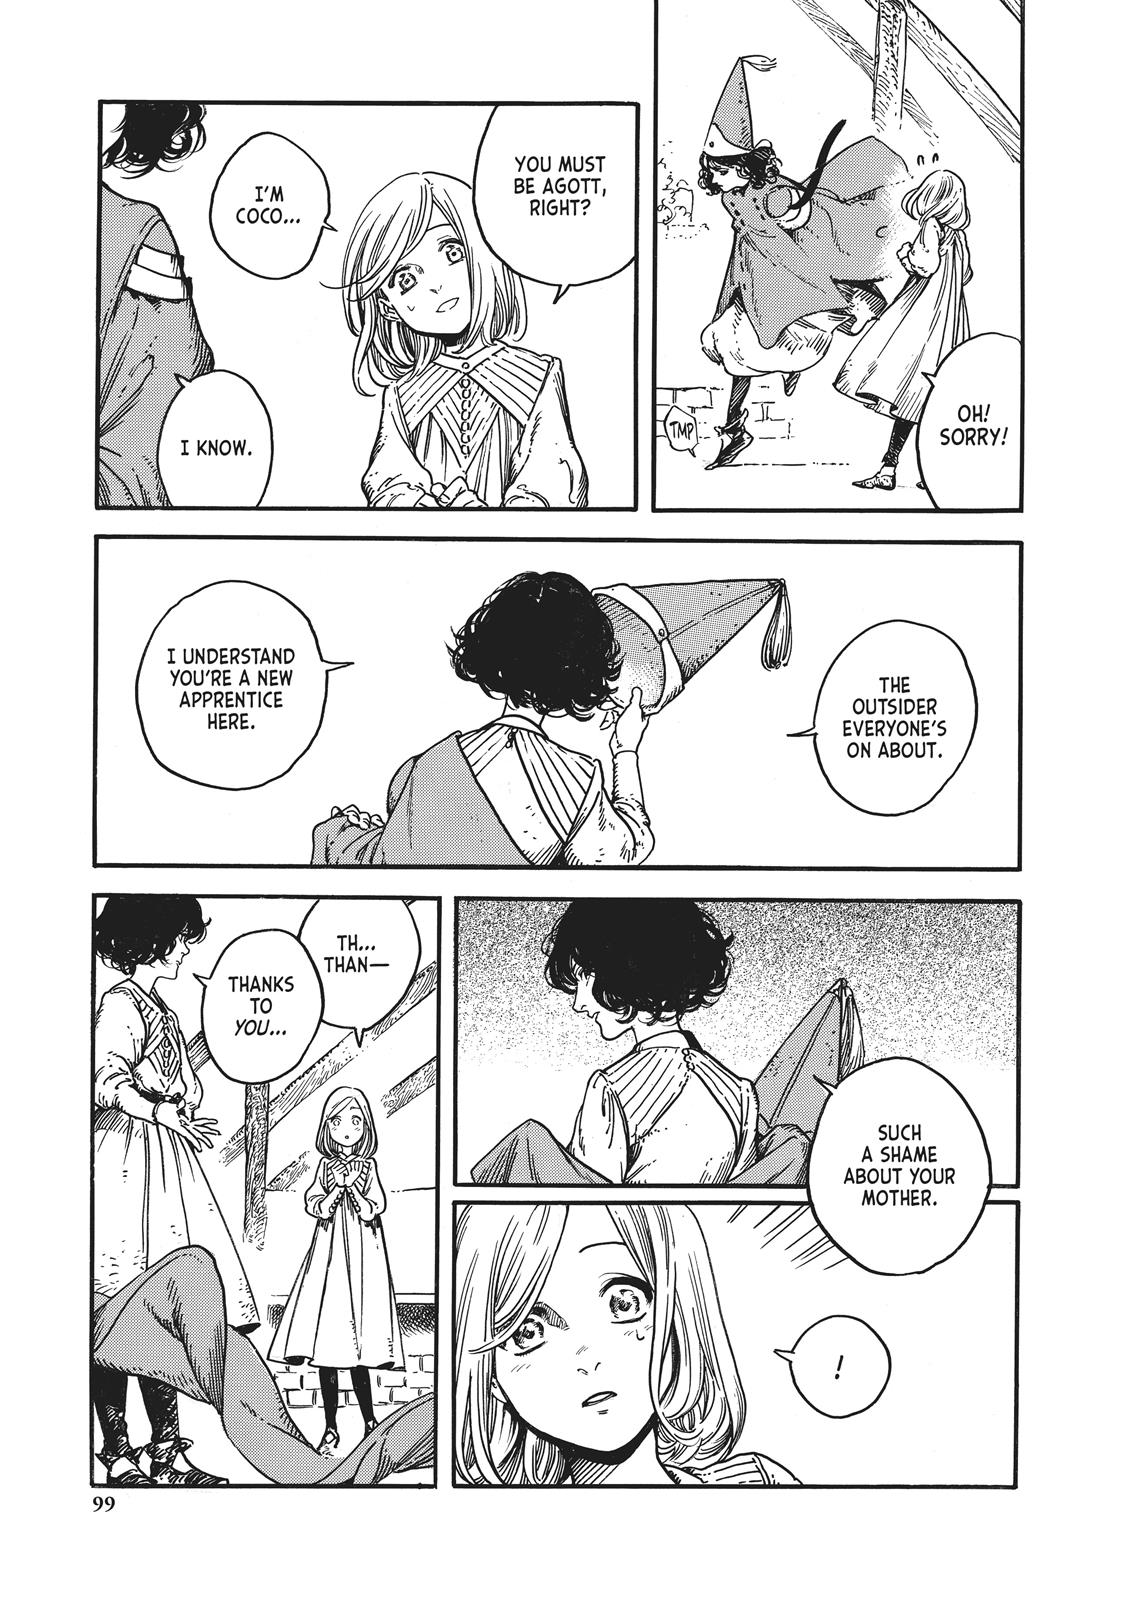 OH!
SORRY!
TMP
YOU MUST
BE AGOTT,
RIGHT?
I'M
COCO...
I KNOW.
THE
OUTSIDER
EVERYONE'S
ON ABOUT.
I UNDERSTAND
YOU'RE A NEW
APPRENTICE
HERE.
SUCH
A SHAME
ABOUT YOUR
MOTHER.
!
TH...
THAN—
THANKS
TO
YOU...
99